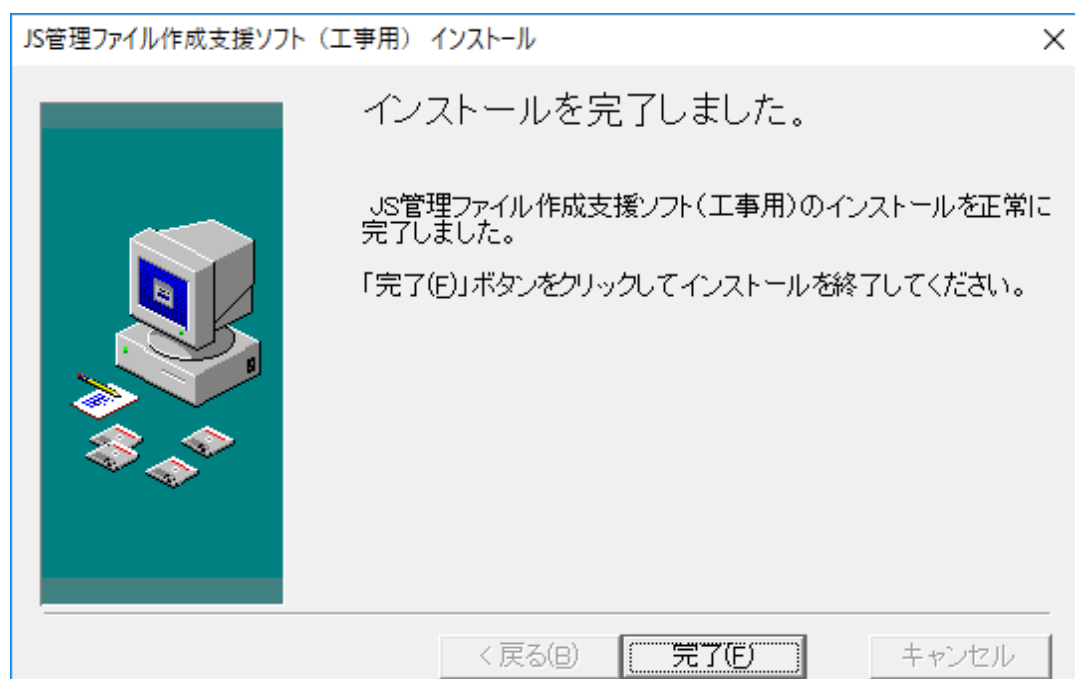 JS管理ファイル作成支援ソフト（工事用） インストール
インストールを完了しました。
JS管理ファイル作成支援ソフト(工事用)のインストールを正常に
完了しました。
「完了(F)」ボタンをクリックしてインストールを終了してください。
< 戻る(B)
完了(F)
キャンセル